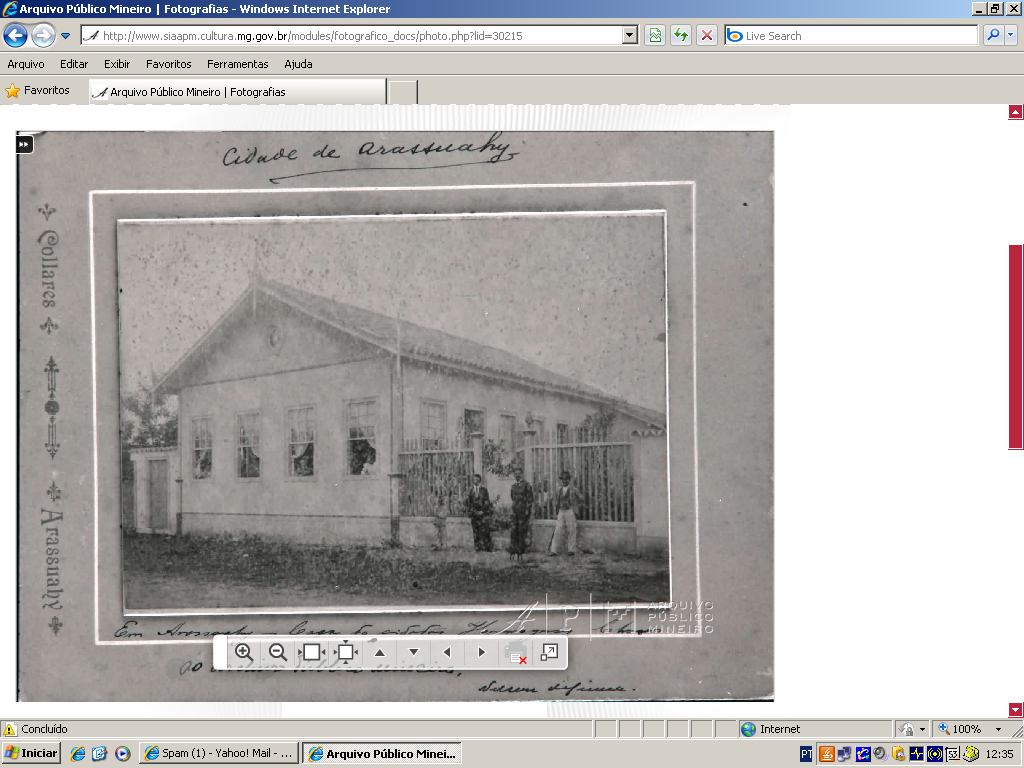 Arquivo Público Mineiro | Fotografias - Windows Internet Explorer
http://www.siaapm.cultura.mg.gov.br/modules/fotografico_docs/photo.php?lid=30215
Live Search
Arquivo Editar Exibir Favoritos Ferramentas Ajuda
Favoritos
Arquivo Público Mineiro | Fotografias
Cidade de Arassuahy
Collares
Arassuahy
ARQUIVO
PÚBLICO
MINEIRO
Em Arassuahy a Casa do
Concluído
Internet
100%
Iniciar
Spam (1) - Yahoo! Mail - ...
Arquivo Público Minei...
PT
12:35